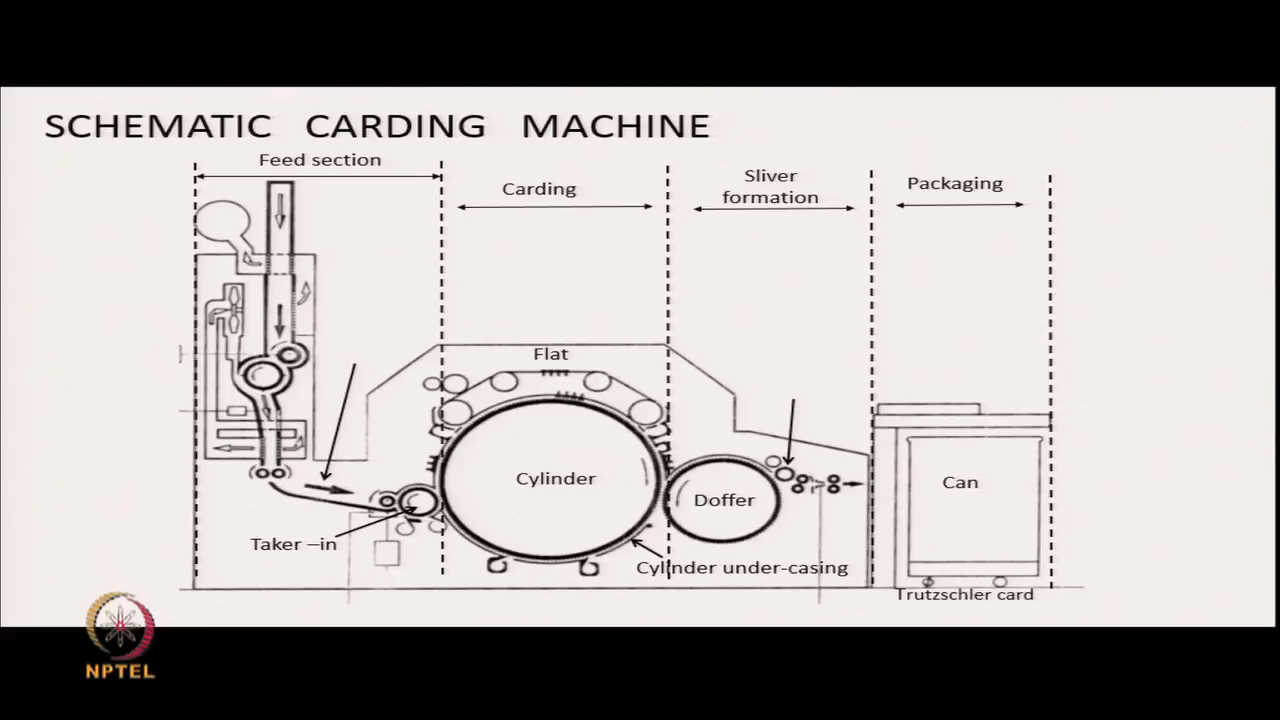 SCHEMATIC CARDING MACHINE
Feed section
Carding
Sliver
formation
Packaging
Flat
Cylinder
Doffer
Can
Taker –in
Cylinder under-casing
Trutzschler card
NPTEL